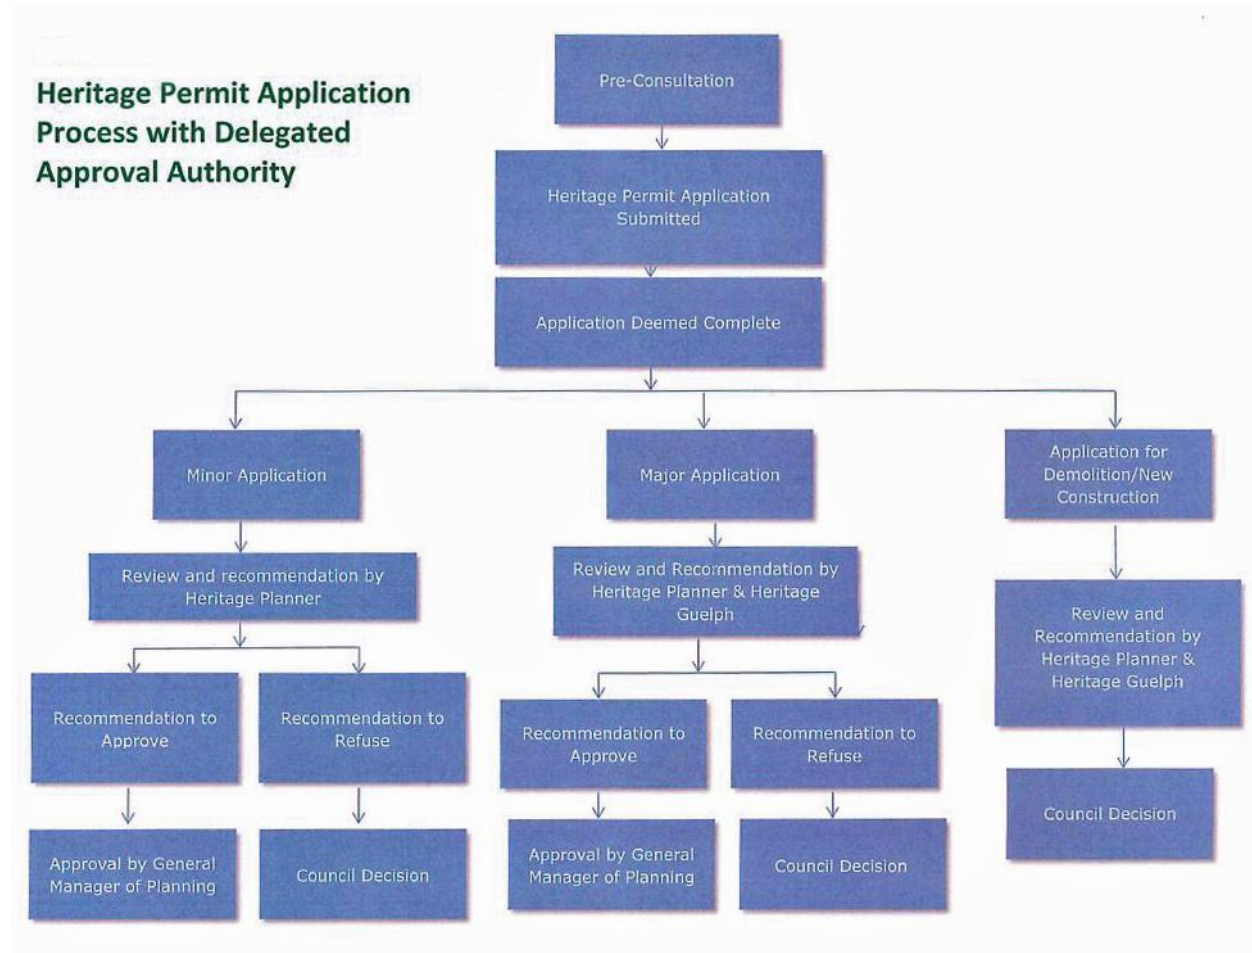 Heritage Permit Application
Process with Delegated
Approval Authority
Pre-Consultation
Heritage Permit Application
Submitted
Application Deemed Complete
Minor Application
Major Application
Application for
Demolition/New
Construction
Review and recommendation by
Heritage Planner
Review and Recommendation by
Heritage Planner & Heritage
Guelph
Review and
Recommendation by
Heritage Planner &
Heritage Guelph
Recommendation to
Approve
Recommendation to
Refuse
Recommendation to
Approve
Recommendation to
Refuse
Approval by General
Manager of Planning
Council Decision
Approval by General
Manager of Planning
Council Decision
Council Decision